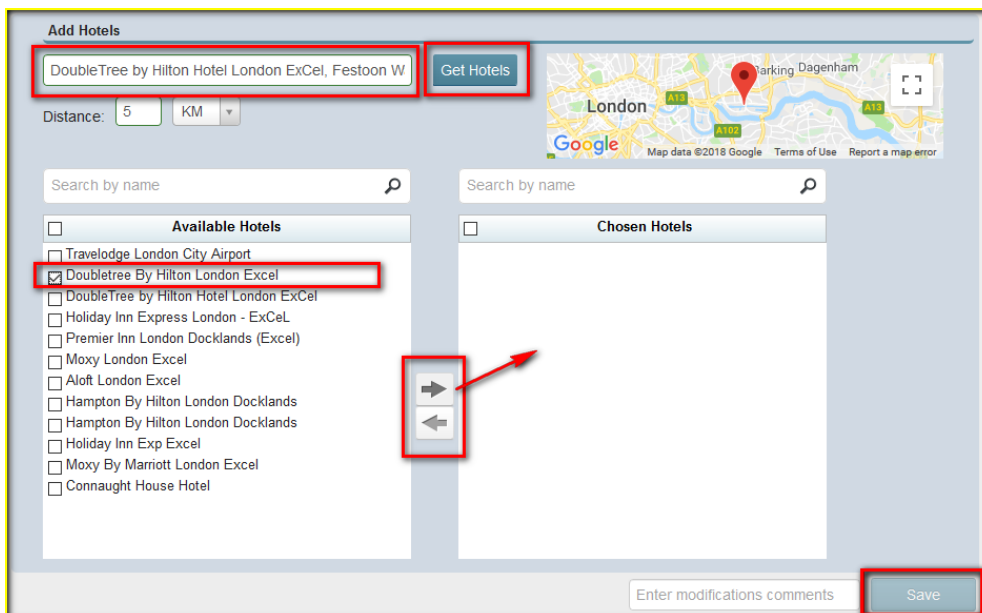 Add Hotels
DoubleTree by Hilton Hotel London ExCel, Festoon W
Get Hotels
Distance: 5 KM
London
Barking Dagenham
A13
A13
A102
Google
Map data ©2018 Google Terms of Use Report a map error
Search by name
Search by name
Available Hotels
Chosen Hotels
Travelodge London City Airport
Doubletree By Hilton London Excel
DoubleTree by Hilton Hotel London ExCel
Holiday Inn Express London - ExCeL
Premier Inn London Docklands (Excel)
Moxy London Excel
Aloft London Excel
Hampton By Hilton London Docklands
Hampton By Hilton London Docklands
Holiday Inn Exp Excel
Moxy By Marriott London Excel
Connaught House Hotel
Enter modifications comments
Save